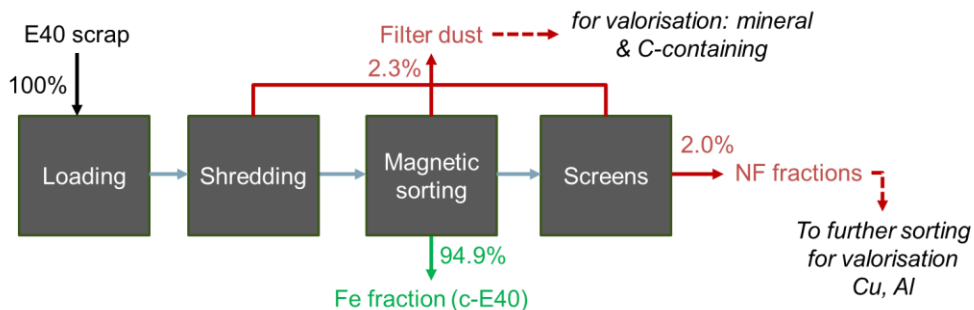 E40 scrap
100%
Filter dust
2.3%
for valorisation: mineral
& C-containing
Loading
Shredding
Magnetic
sorting
Screens
2.0%
NF fractions
94.9%
Fe fraction (c-E40)
To further sorting
for valorisation
Cu, Al